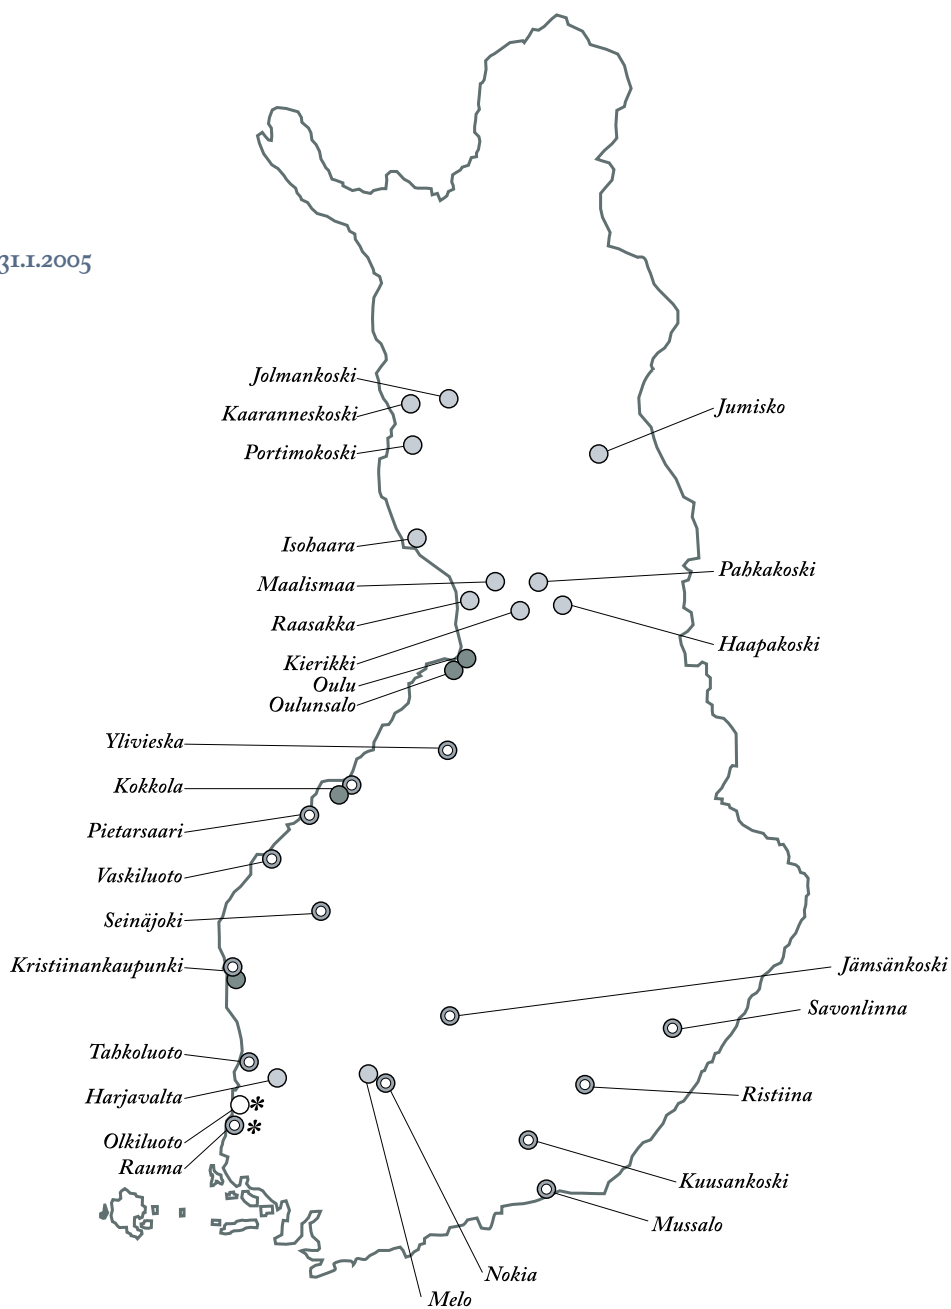 31.1.2005
Jolmankoski
Jumisko
Kaaranneskoski
Portimokoski
Isohaara
Pahkakoski
Maalismaa
Raasakka
Haapakoski
Kierikki
Oulu
Oulunsalo
Ylivieska
Kokkola
Pietarsaari
Vaskiluoto
Seinäjoki
Kristiinankaupunki
Jämsänkoski
Savonlinna
Tahkoluoto
Harjavalta
Ristiina
*
*
Olkiluoto
Rauma
Kuusankoski
Mussalo
Nokia
Melo